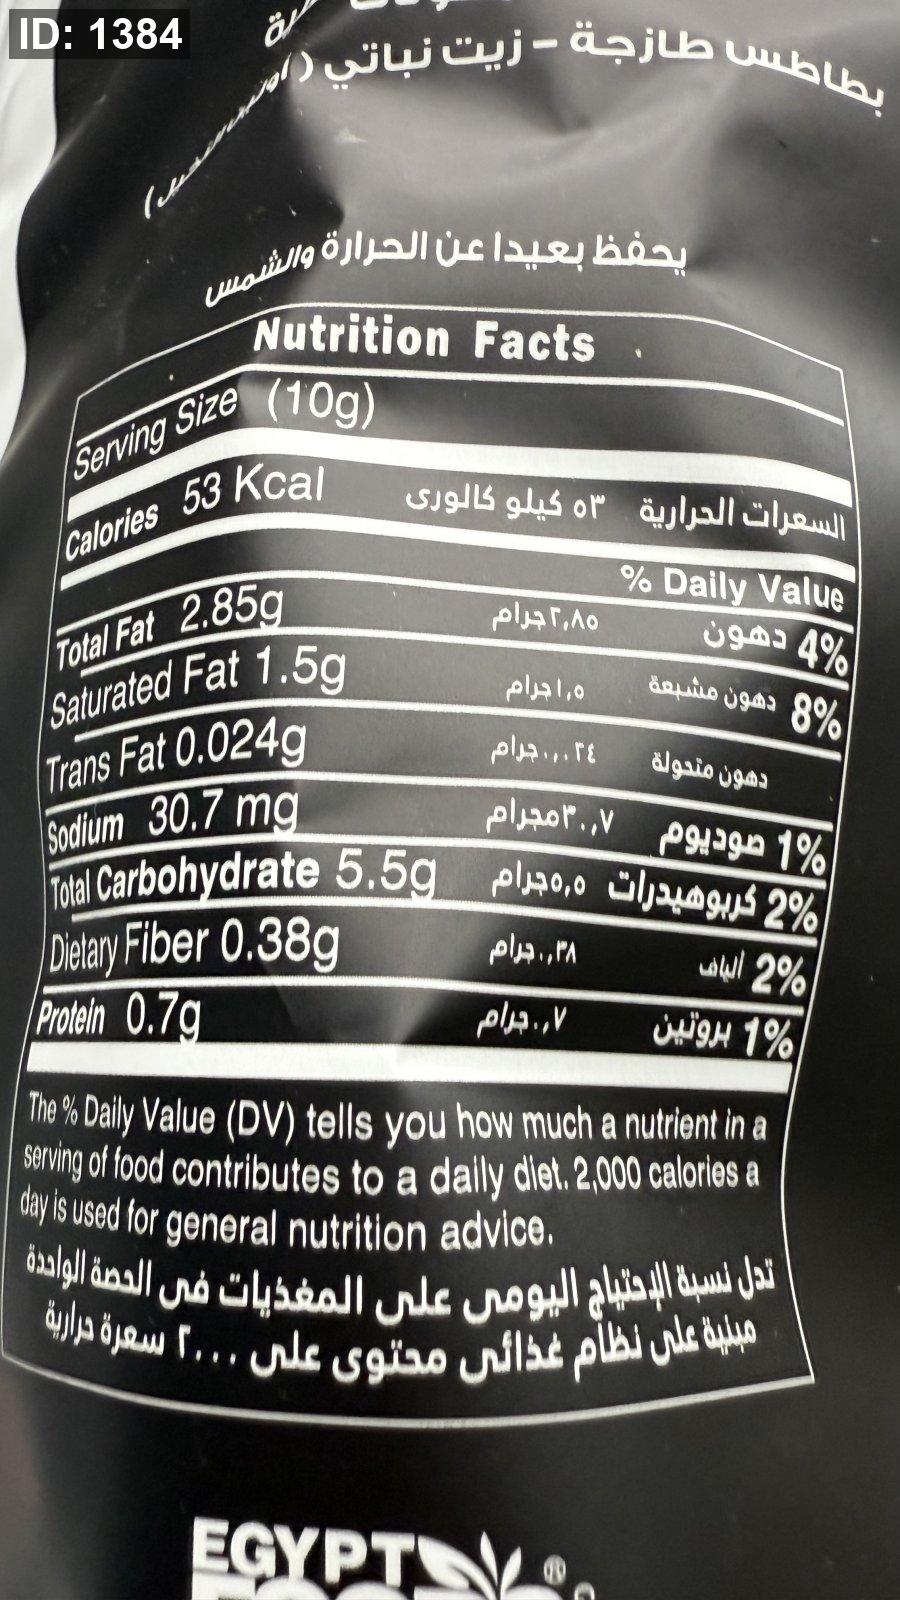 ID: 1384
بطاطس طازجة - زيت نباتي (
يحفظ بعيدا عن الحرارة والشمس
Nutrition Facts
Serving Size (10g)
Calories 53 Kcal السعرات الحرارية ٥٣ كيلو كالورى
% Daily Value
Total Fat 2.85g ٢,٨٥جرام دهون 4%
Saturated Fat 1.5g ١,٥جرام دهون مشبعة 8%
Trans Fat 0.024g ٠,٠٢٤جرام دهون متحولة
Sodium 30.7 mg ٣٠,٧مجرام صوديوم 1%
Total Carbohydrate 5.5g ٥,٥جرام كربوهيدرات 2%
Dietary Fiber 0.38g ٠,٣٨جرام الياف 2%
Protein 0.7g ٠,٧جرام بروتين 1%
The % Daily Value (DV) tells you how much a nutrient in a
serving of food contributes to a daily diet. 2,000 calories a
day is used for general nutrition advice.
تدل نسبة الإحتياج اليومى على المغذيات فى الحصة الواحدة
مبنية على نظام غذائى محتوى على ٢٠٠٠ سعرة حرارية
EGYPT